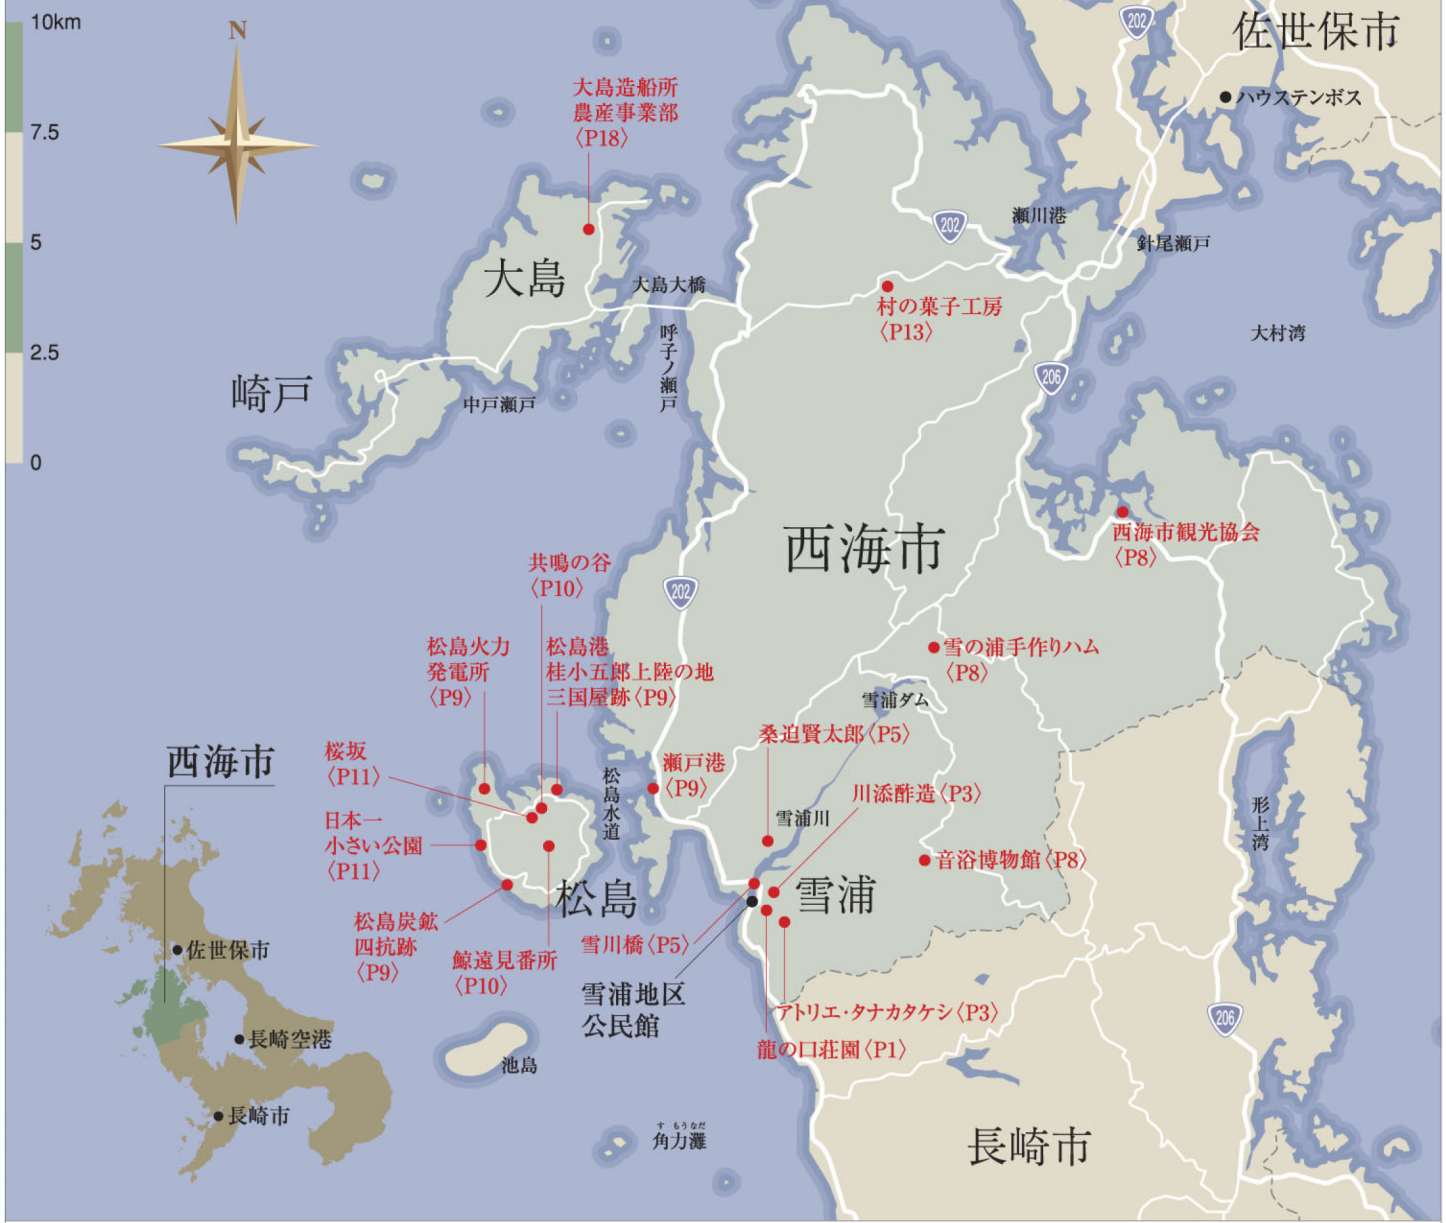 10km
7.5
5
2.5
0
N
202
佐世保市
ハウステンボス
大島造船所
農産事業部
〈P18〉
202
瀬川港
針尾瀬戸
大島
大島大橋
村の菓子工房
〈P13〉
呼子ノ瀬戸
大村湾
崎戸
中戸瀬戸
206
西海市
西海市観光協会
〈P8〉
共鳴の谷
〈P10〉
202
松島火力
発電所
〈P9〉
松島港
桂小五郎上陸の地
三国屋跡〈P9〉
雪の浦手作りハム
〈P8〉
雪浦ダム
桑迫賢太郎〈P5〉
西海市
桜坂
〈P11〉
松島水道
瀬戸港
〈P9〉
川添酢造〈P3〉
日本一
小さい公園
〈P11〉
雪浦川
形上湾
音浴博物館〈P8〉
松島
雪浦
松島炭鉱
四抗跡
〈P9〉
鯨遠見番所
〈P10〉
雪川橋〈P5〉
雪浦地区
公民館
アトリエ・タナカタケシ〈P3〉
龍の口荘園〈P1〉
206
佐世保市
長崎空港
長崎市
池島
すもうなだ
角力灘
長崎市